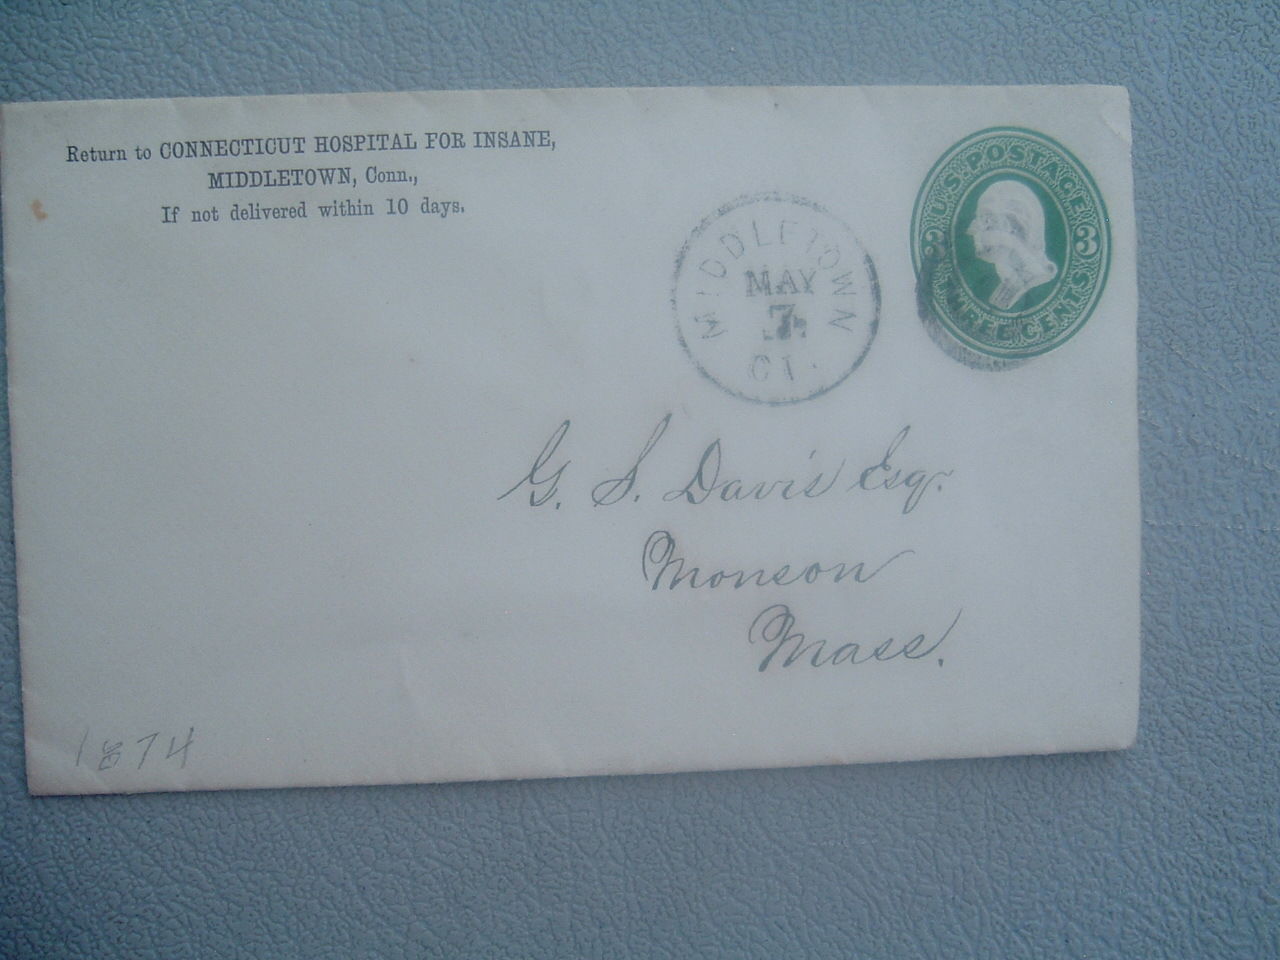 Return to CONNECTICUT HOSPITAL FOR INSANE,
MIDDLETOWN, Conn.,
If not delivered within 10 days.
MIDDLETOWN
MAY
7
CT.
U.S. POSTAGE
3 3
THREE CENTS
G. S. Davis Esq.
Monson
Mass.
1874